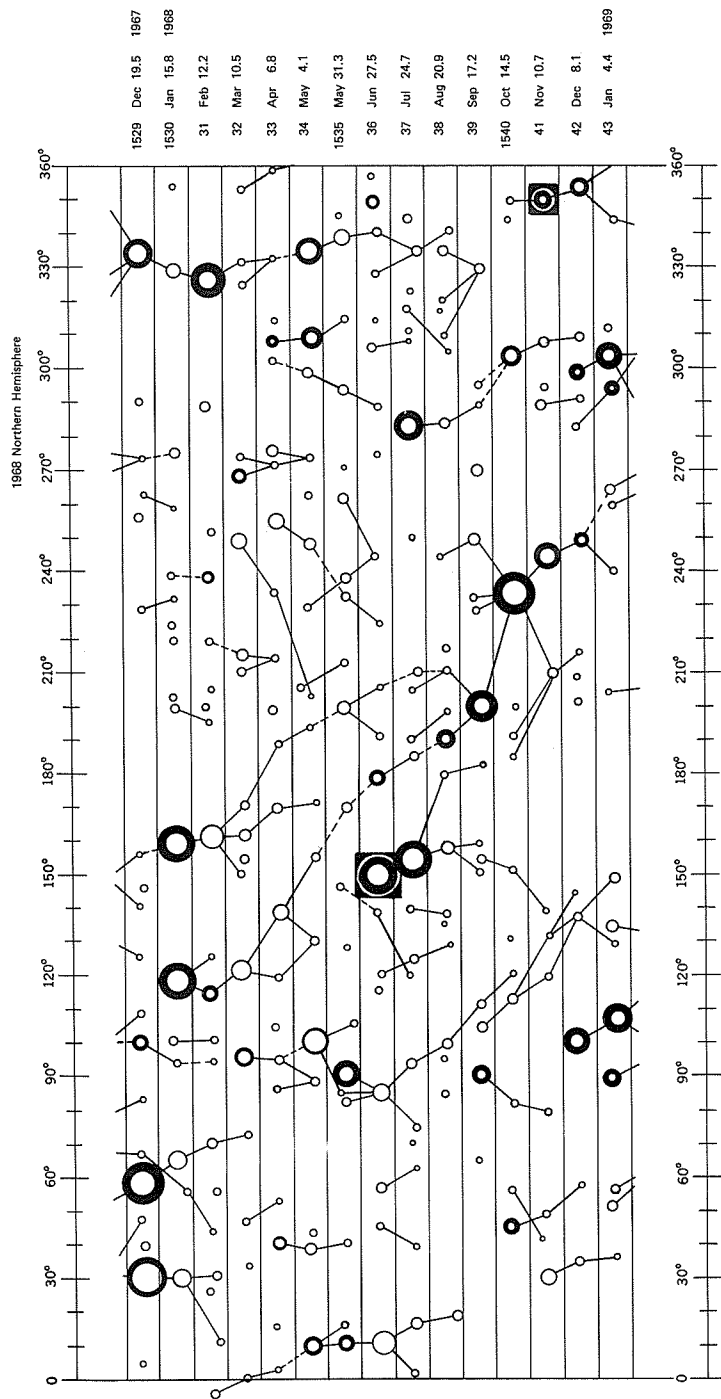 1968 Northern Hemisphere
1529 Dec 19.5 1967
1530 Jan 15.8 1968
31 Feb 12.2
32 Mar 10.5
33 Apr 6.8
34 May 4.1
1535 May 31.3
36 Jun 27.5
37 Jul 24.7
38 Aug 20.9
39 Sep 17.2
1540 Oct 14.5
41 Nov 10.7
42 Dec 8.1
43 Jan 4.4 1969
0 30° 60° 90° 120° 150° 180° 210° 240° 270° 300° 330° 360°
0 30° 60° 90° 120° 150° 180° 210° 240° 270° 300° 330° 360°